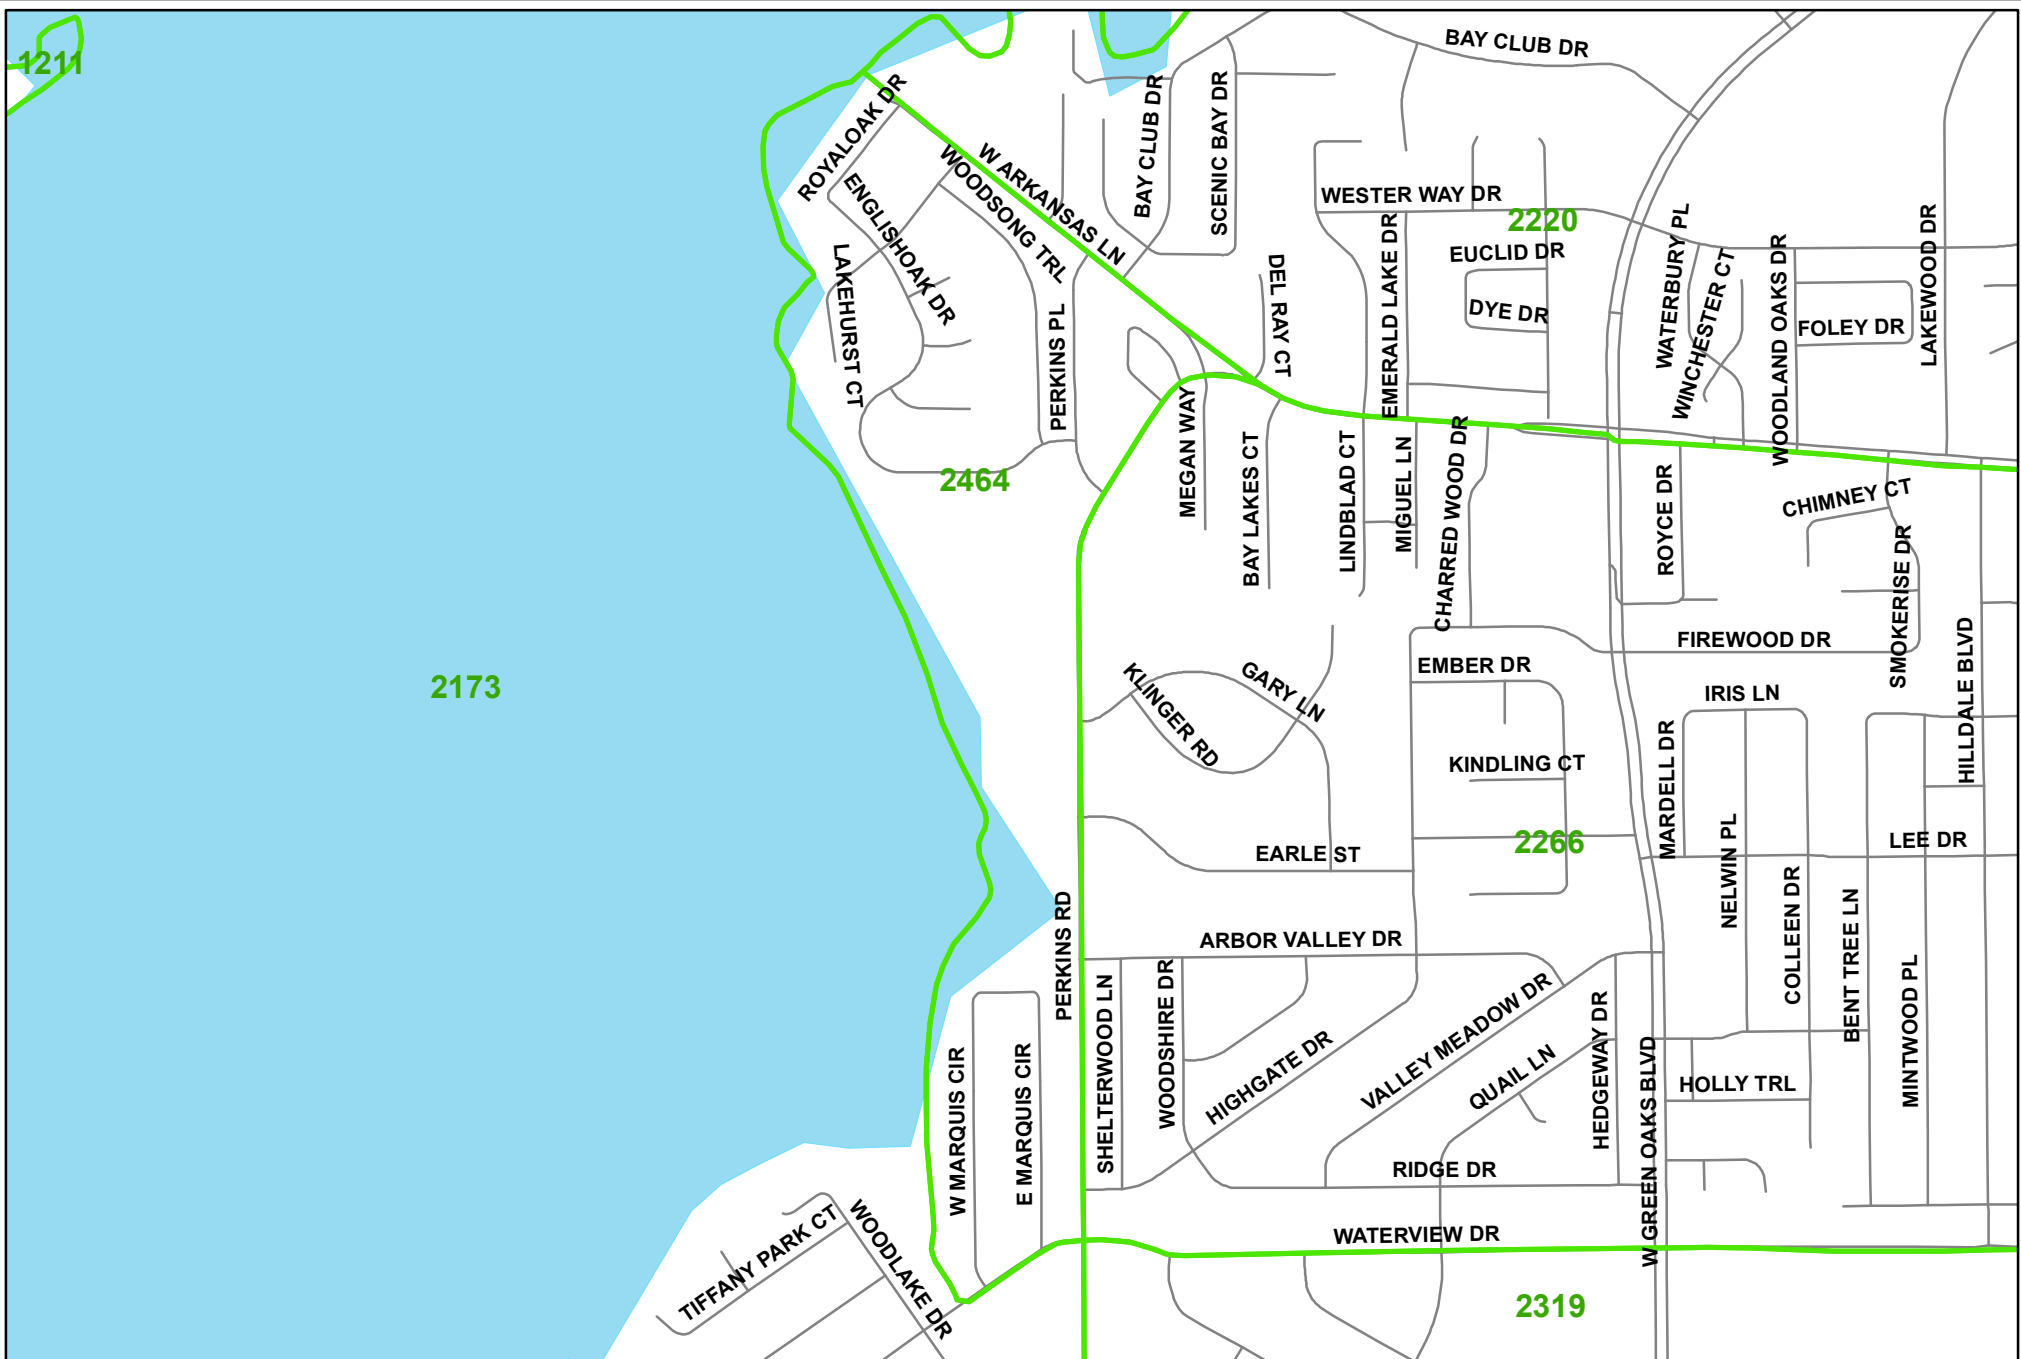 1211
BAY CLUB DR
ROYALOAK DR
W ARKANSAS LN
WOODSONG TRL
BAY CLUB DR
SCENIC BAY DR
ENGLISHOAK DR
LAKEHURST CT
WESTER WAY DR
2220
EUCLID DR
DYE DR
EMERALD LAKE DR
DEL RAY CT
WATERBURY PL
WINCHESTER CT
WOODLAND OAKS DR
FOLEY DR
LAKEWOOD DR
PERKINS PL
MEGAN WAY
BAY LAKES CT
LINDBLAD CT
MIGUEL LN
CHARRED WOOD DR
2464
ROYCE DR
CHIMNEY CT
SMOKERISE DR
HILLDALE BLVD
FIREWOOD DR
EMBER DR
KLINGER RD
GARY LN
2173
IRIS LN
MARDELL DR
KINDLING CT
2266
EARLE ST
NELWIN PL
LEE DR
COLLEEN DR
BENT TREE LN
MINTWOOD PL
PERKINS RD
ARBOR VALLEY DR
SHELTERWOOD LN
WOODSHIRE DR
HIGHGATE DR
VALLEY MEADOW DR
QUAIL LN
HEDGEWAY DR
W GREEN OAKS BLVD
HOLLY TRL
W MARQUIS CIR
E MARQUIS CIR
RIDGE DR
WATERVIEW DR
TIFFANY PARK CT
WOODLAKE DR
2319